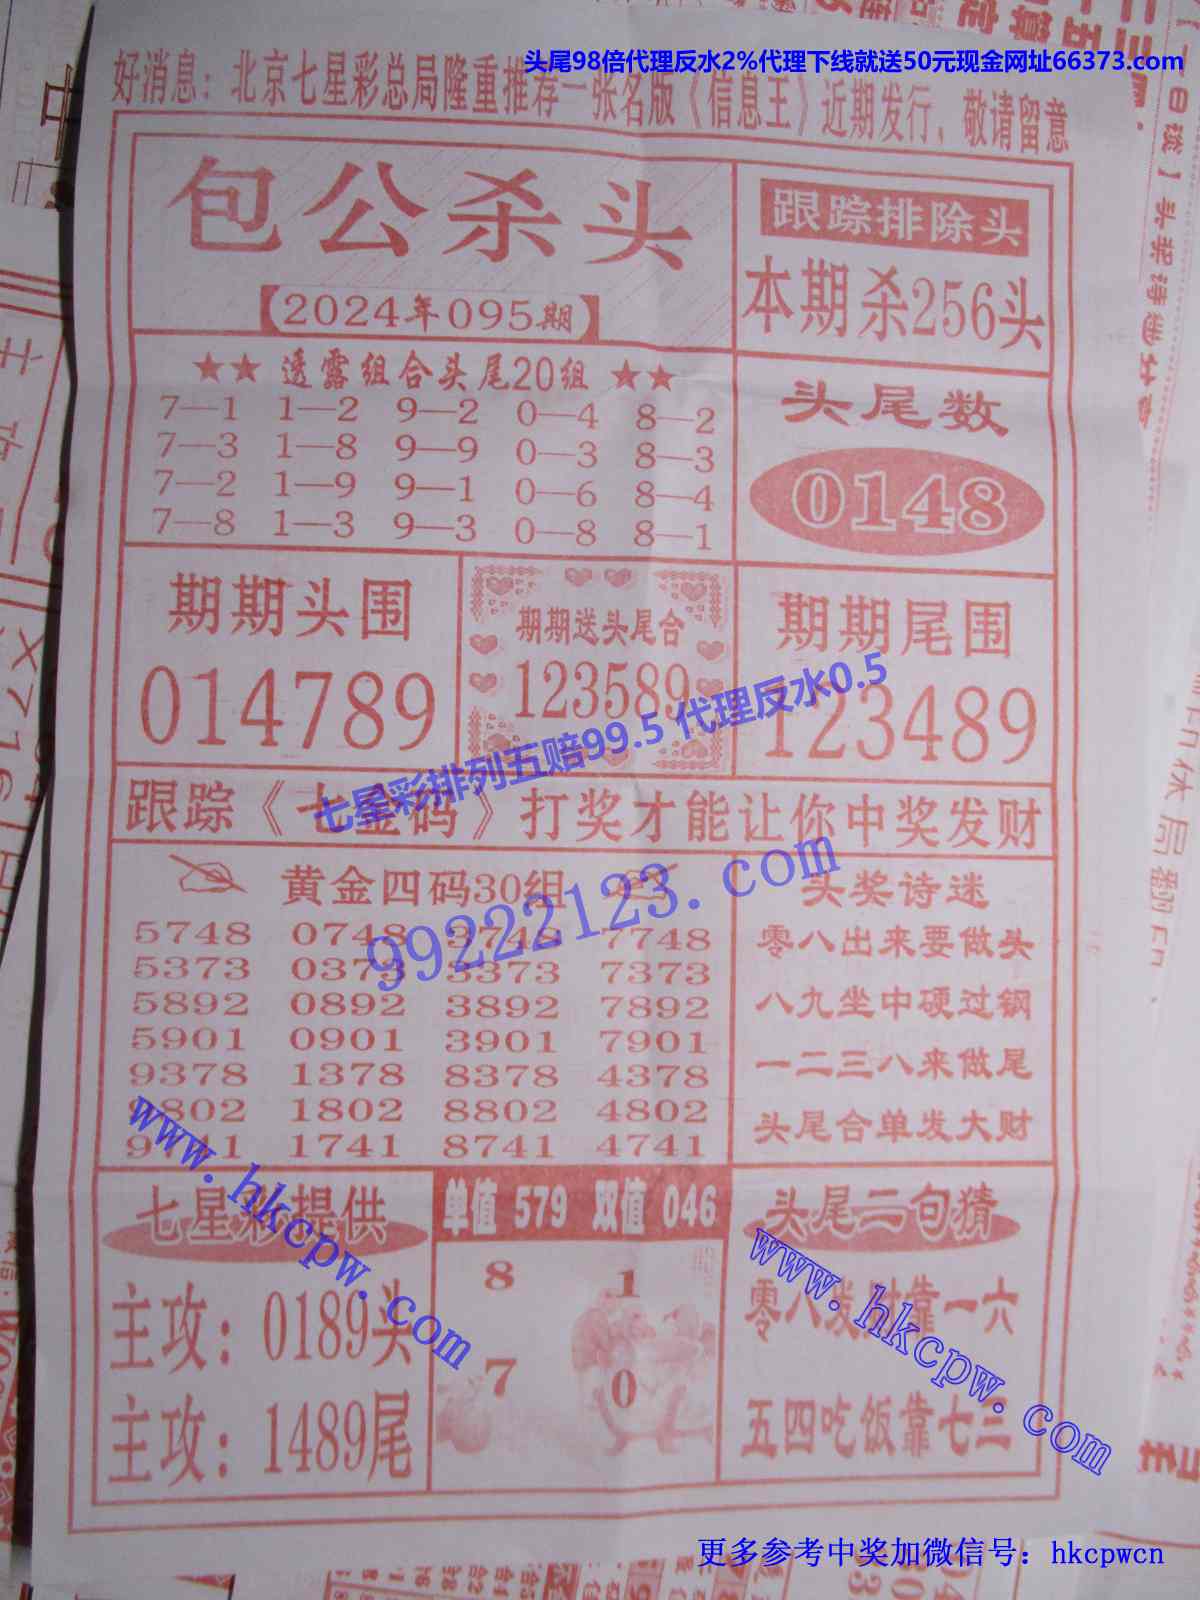 头尾98倍代理反水2%代理下线就送50元现金网址66373.com
好消息：北京七星彩总局隆重推荐一张名版《信息王》近期发行，敬请留意
包公杀头
【2024年095期】
跟踪排除头
本期杀256头
★★ 透露组合头尾20组 ★★
7—1 1—2 9—2 0—4 8—2
7—3 1—8 9—9 0—3 8—3
7—2 1—9 9—1 0—6 8—4
7—8 1—3 9—3 0—8 8—1
头尾数
0148
期期头围
014789
期期送头尾合
123589
期期尾围
123489
七星彩排列五赔99.5 代理反水0.5
跟踪《七金码》打奖才能让你中奖发财
99222123.com
黄金四码30组
5748 0748 3748 7748
5373 0373 3373 7373
5892 0892 3892 7892
5901 0901 3901 7901
9378 1378 8378 4378
9802 1802 8802 4802
9741 1741 8741 4741
头奖诗迷
零八出来要做头
八九坐中硬过钢
一二三八来做尾
头尾合单发大财
www.hkcpw.com
七星彩提供
主攻：0189头
主攻：1489尾
单值 579 双值 046
8 1
7 0
头尾二句猜
零八发财靠一六
五四吃饭靠七三
www.hkcpw.com
更多参考中奖加微信号：hkcpwcn